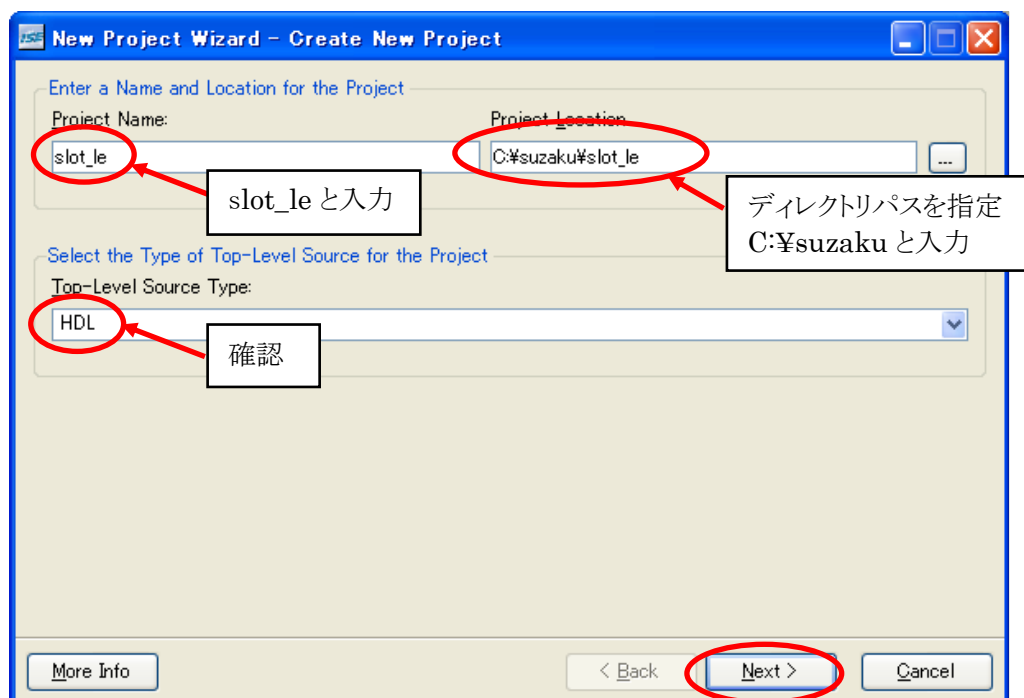 ISE New Project Wizard - Create New Project
Enter a Name and Location for the Project
Project Name:
Project Location
slot_le
C:¥suzaku¥slot_le
...
slot_le と入力
ディレクトリパスを指定
C:¥suzaku と入力
Select the Type of Top-Level Source for the Project
Top-Level Source Type:
HDL
確認
More Info
< Back
Next >
Cancel